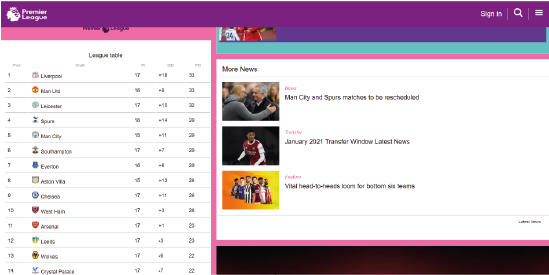 Premier
League
Sign In
Premier League
League table
Pos Club Pl GD Pts
1 Liverpool 17 +16 33
2 Man Utd 16 +9 33
3 Leicester 17 +10 32
4 Spurs 16 +14 29
5 Man City 15 +11 29
6 Southampton 17 +7 29
7 Everton 16 +6 29
8 Aston Villa 15 +13 26
9 Chelsea 17 +11 26
10 West Ham 17 +3 26
11 Arsenal 17 +1 23
12 Leeds 17 -3 23
13 Wolves 17 -6 22
14 Crystal Palace 17 -7 22
More News
News
Man City and Spurs matches to be rescheduled
Transfer
January 2021 Transfer Window Latest News
Feature
Vital head-to-heads loom for bottom six teams
Latest News